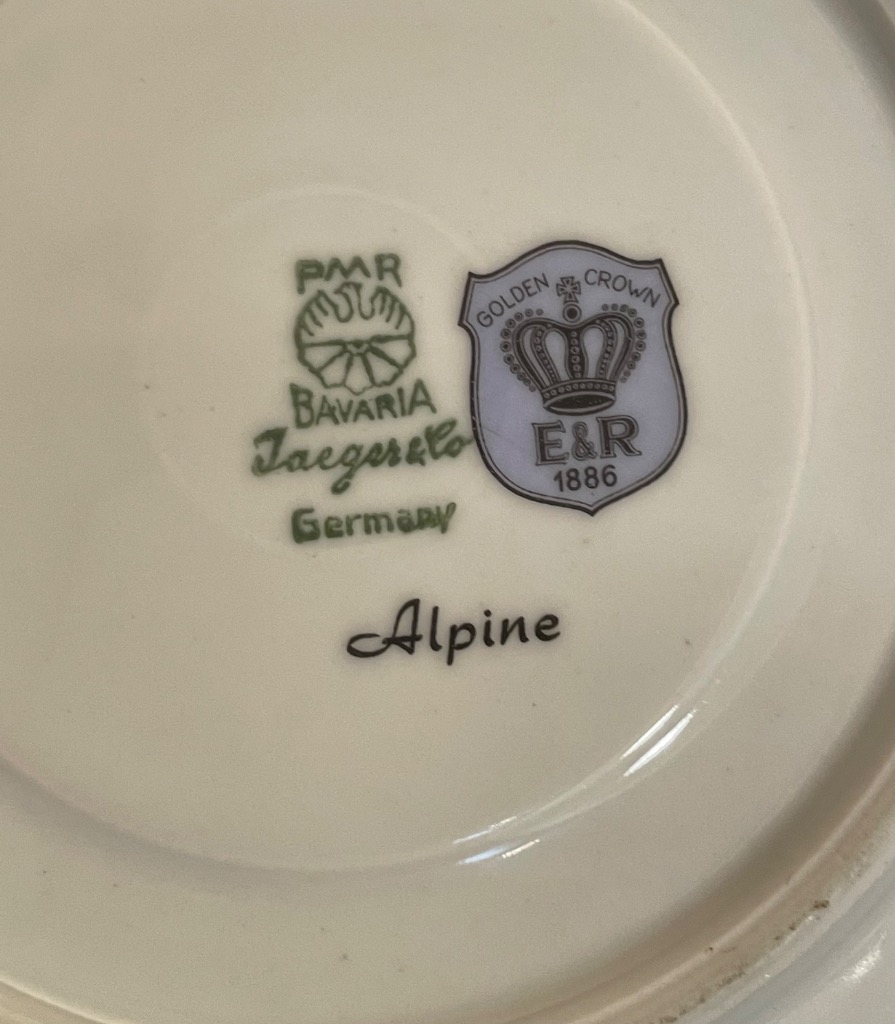 PMR
BAVARIA
Jaeger & Co
Germany
GOLDEN CROWN
E&R
1886
Alpine